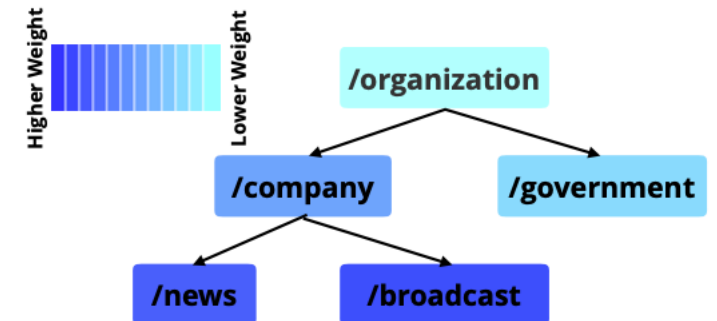 Higher Weight
Lower Weight
/organization
/company
/government
/news
/broadcast